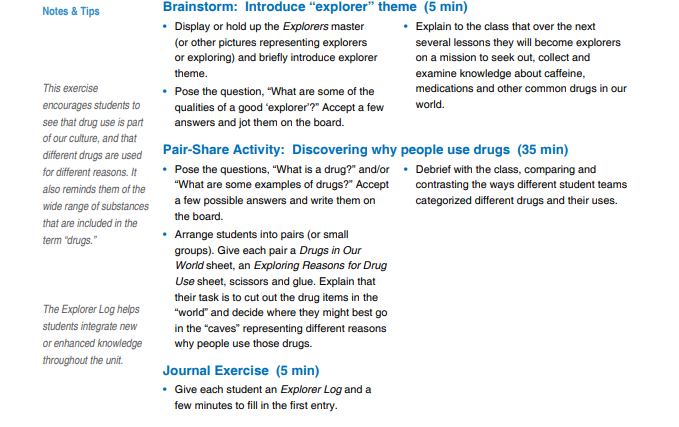 Notes & Tips
This exercise
encourages students to
see that drug use is part
of our culture, and that
different drugs are used
for different reasons. It
also reminds them of the
wide range of substances
that are included in the
term “drugs.”
The Explorer Log helps
students integrate new
or enhanced knowledge
throughout the unit.
Brainstorm: Introduce “explorer” theme (5 min)
• Display or hold up the Explorers master
(or other pictures representing explorers
or exploring) and briefly introduce explorer
theme.
• Pose the question, “What are some of the
qualities of a good ‘explorer’?” Accept a few
answers and jot them on the board.
• Explain to the class that over the next
several lessons they will become explorers
on a mission to seek out, collect and
examine knowledge about caffeine,
medications and other common drugs in our
world.
Pair-Share Activity: Discovering why people use drugs (35 min)
• Pose the questions, “What is a drug?” and/or
“What are some examples of drugs?” Accept
a few possible answers and write them on
the board.
• Arrange students into pairs (or small
groups). Give each pair a Drugs in Our
World sheet, an Exploring Reasons for Drug
Use sheet, scissors and glue. Explain that
their task is to cut out the drug items in the
“world” and decide where they might best go
in the “caves” representing different reasons
why people use those drugs.
• Debrief with the class, comparing and
contrasting the ways different student teams
categorized different drugs and their uses.
Journal Exercise (5 min)
• Give each student an Explorer Log and a
few minutes to fill in the first entry.